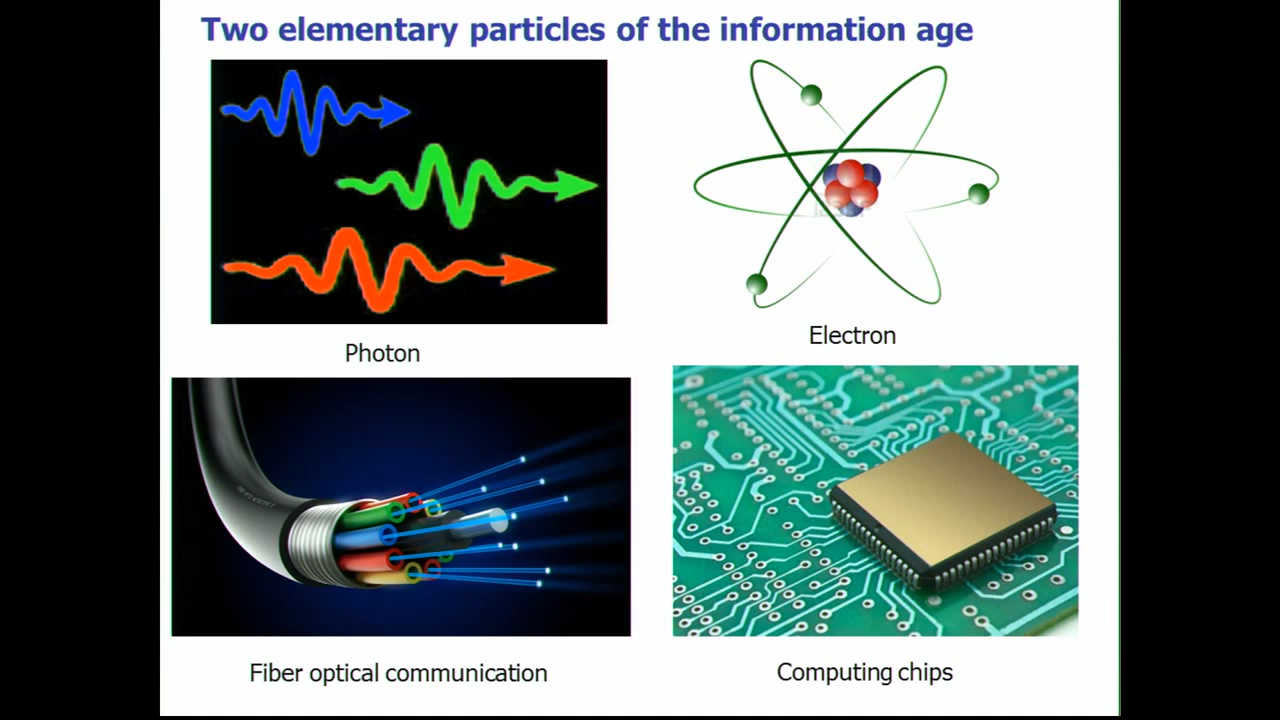 Two elementary particles of the information age
Photon
Electron
Fiber optical communication
Computing chips